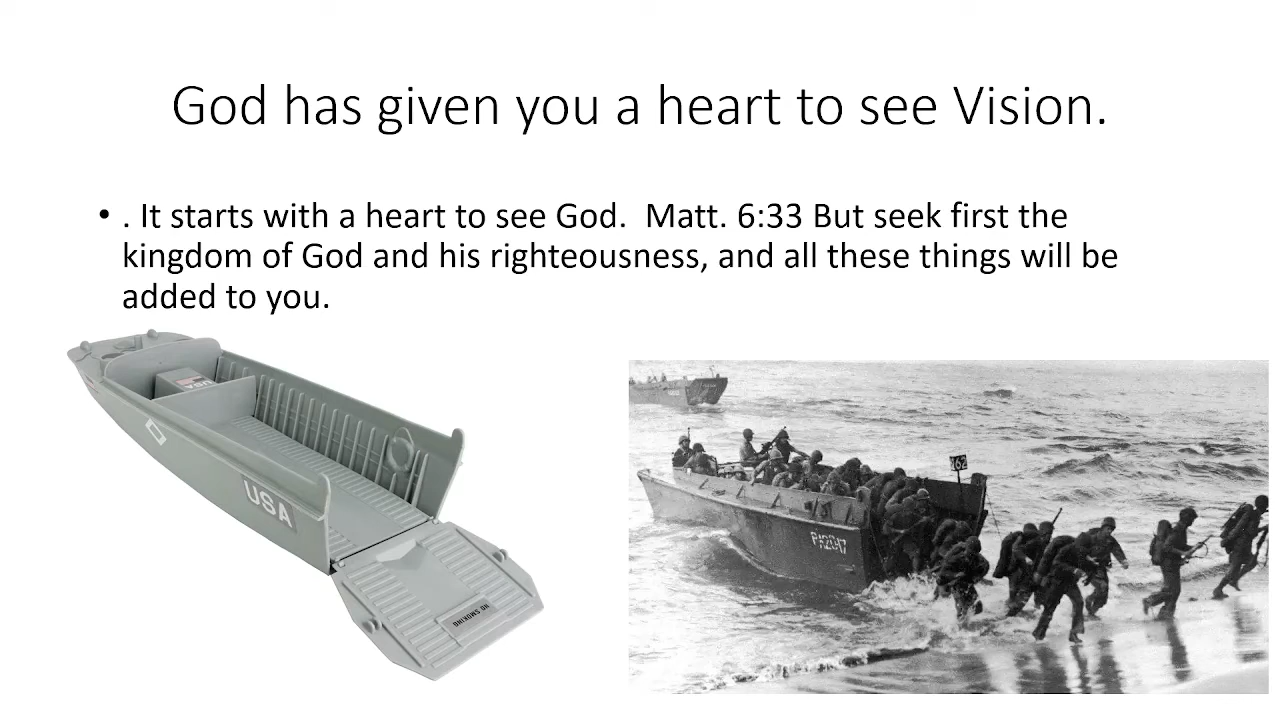 God has given you a heart to see Vision.
• . It starts with a heart to see God.  Matt. 6:33 But seek first the
kingdom of God and his righteousness, and all these things will be
added to you.
USA
USA
NO SMOKING